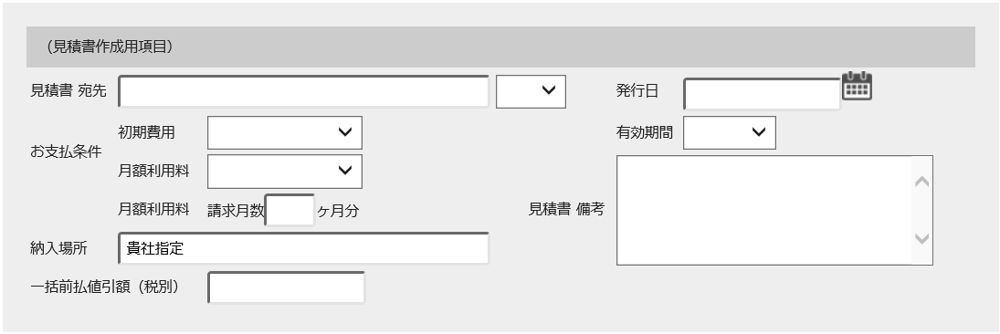 （見積書作成用項目）
見積書 宛先
発行日
お支払条件
初期費用
有効期間
月額利用料
月額利用料 請求月数 ヶ月分
見積書 備考
納入場所 貴社指定
一括前払値引額（税別）